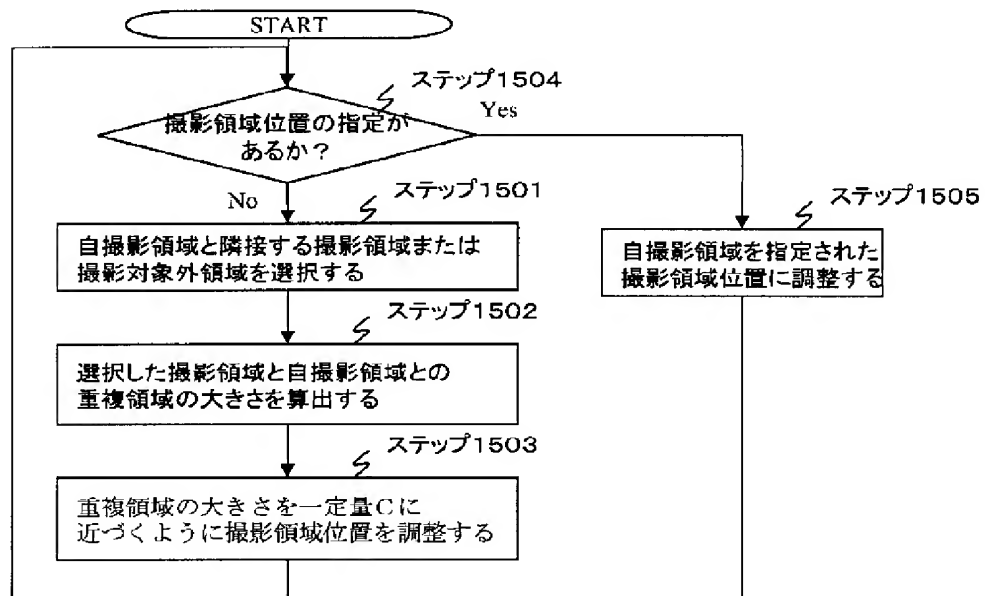 START
ステップ1504
撮影領域位置の指定が
あるか?
Yes
No
ステップ1501
自撮影領域と隣接する撮影領域または
撮影対象外領域を選択する
ステップ1505
自撮影領域を指定された
撮影領域位置に調整する
ステップ1502
選択した撮影領域と自撮影領域との
重複領域の大きさを算出する
ステップ1503
重複領域の大きさを一定量Cに
近づくように撮影領域位置を調整する